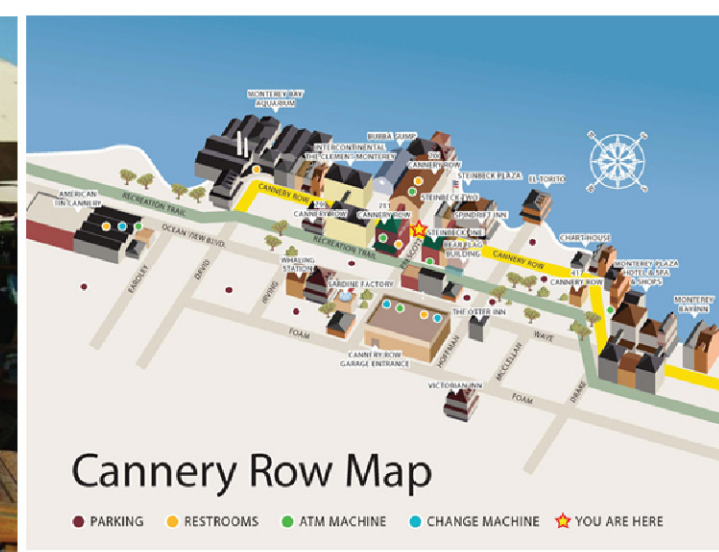 MONTEREY BAY
AQUARIUM
BUBBA GUMP
INTERCONTINENTAL
THE CLEMENT MONTEREY
700
CANNERY ROW
STEINBECK PLAZA
EL TORITO
AMERICAN
TIN CANNERY
RECREATION TRAIL
CANNERY ROW
CANNERY ROW
711
CANNERY ROW
STEINBECK TWO
SPINDRIFT INN
STEINBECK ONE
CHART HOUSE
OCEAN VIEW BLVD.
RECREATION TRAIL
PRESCOTT
BEAR FLAG
BUILDING
CANNERY ROW
417
CANNERY ROW
MONTEREY PLAZA
HOTEL & SPA
& SHOPS
WHALING
STATION
SARDINE FACTORY
EARDLEY
DAVID
IRVING
MONTEREY
BAY INN
THE OTTER INN
FOAM
CANNERY ROW
GARAGE ENTRANCE
HOFFMAN
WAVE
MCCLELLAN
VICTORIAN INN
FOAM
DRAKE
Cannery Row Map
PARKING
RESTROOMS
ATM MACHINE
CHANGE MACHINE
YOU ARE HERE